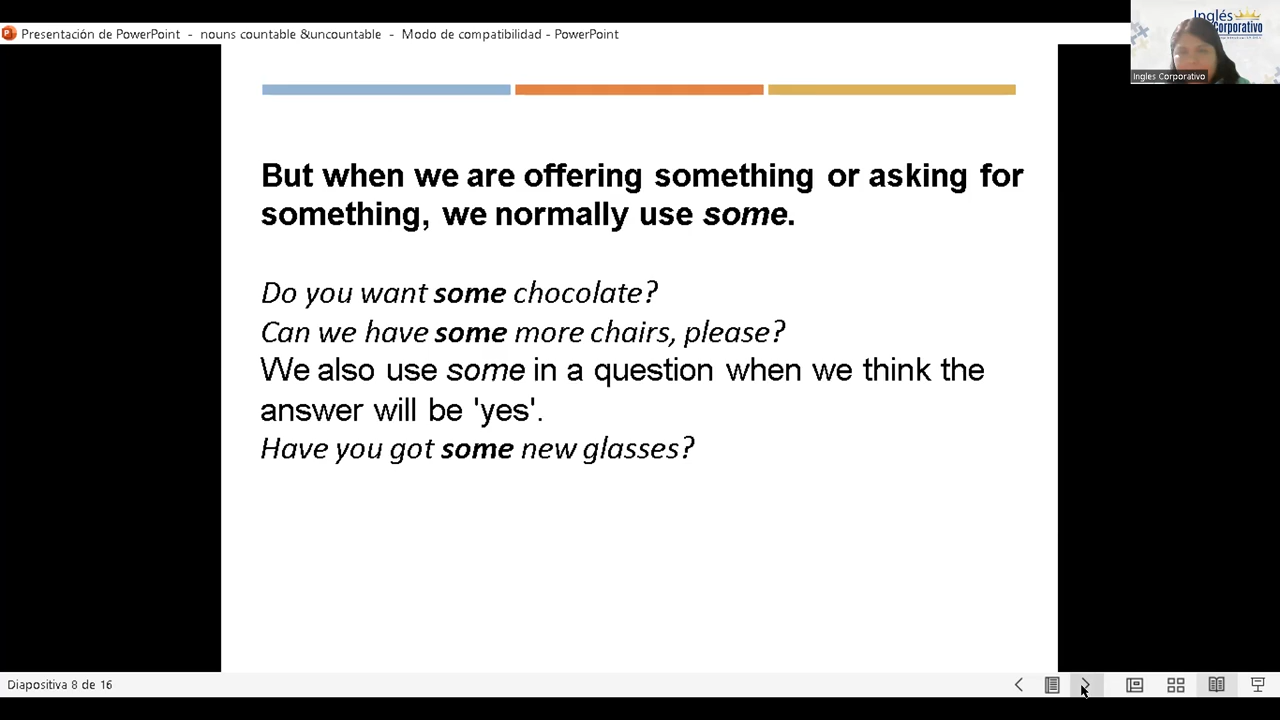 Presentación de PowerPoint - nouns countable &uncountable - Modo de compatibilidad - PowerPoint
Inglés
Corporativo
Ingles Corporativo
But when we are offering something or asking for
something, we normally use some.
Do you want some chocolate?
Can we have some more chairs, please?
We also use some in a question when we think the
answer will be 'yes'.
Have you got some new glasses?
Diapositiva 8 de 16